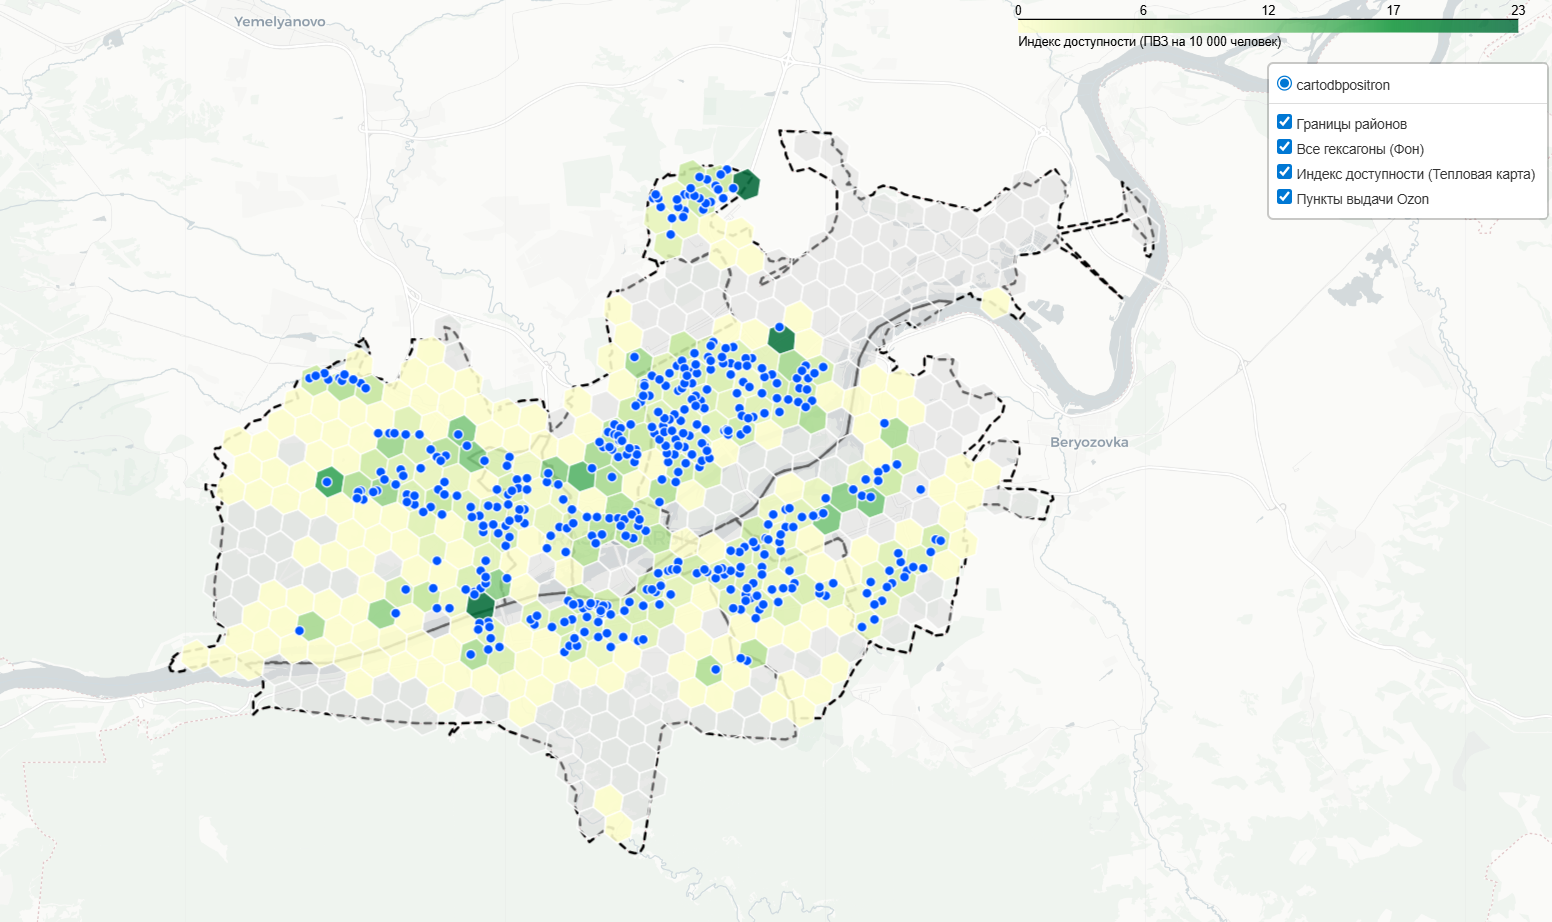 Yemelyanovo
0 6 12 17 23
Индекс доступности (ПВЗ на 10 000 человек)
cartodbpositron
Границы районов
Все гексагоны (Фон)
Индекс доступности (Тепловая карта)
Пункты выдачи Ozon
Beryozovka